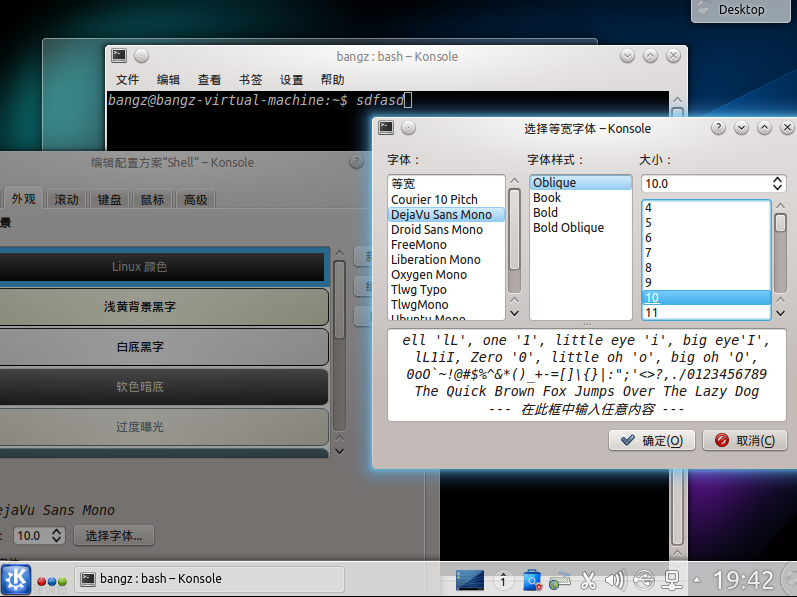 Desktop
bangz : bash – Konsole
文件 编辑 查看 书签 设置 帮助
bangz@bangz-virtual-machine:~$ sdfasd
编辑配置方案“Shell” – Konsole
外观 滚动 键盘 鼠标 高级
景
Linux 颜色
浅黄背景黑字
白底黑字
软色暗底
过度曝光
ejaVu Sans Mono
: 10.0 选择字体...
选择等宽字体 – Konsole
字体： 字体样式： 大小：
等宽
Courier 10 Pitch
DejaVu Sans Mono
Droid Sans Mono
FreeMono
Liberation Mono
Oxygen Mono
Tlwg Typo
TlwgMono
Ubuntu Mono
Oblique
Book
Bold
Bold Oblique
10.0
4
5
6
7
8
9
10
11
ell 'lL', one '1', little eye 'i', big eye'I',
lL1iI, Zero '0', little oh 'o', big oh 'O',
0oO`~!@#$%^&*()_+-=[]\{}|:";'<>?,./0123456789
The Quick Brown Fox Jumps Over The Lazy Dog
--- 在此框中输入任意内容 ---
确定(O) 取消(C)
bangz : bash – Konsole
1
19:42